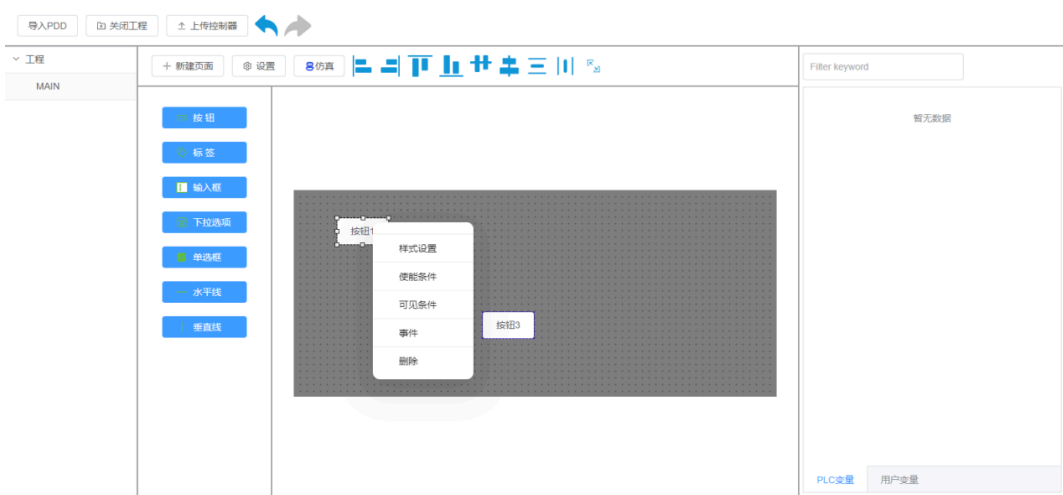 导入PDD 关闭工程 上传控制器
工程
MAIN
新建页面 设置 仿真
Filter keyword
暂无数据
按 钮
标 签
输入框
下拉选项
单选框
水平线
垂直线
按钮1
样式设置
使能条件
可见条件
事件
删除
按钮3
PLC变量 用户变量